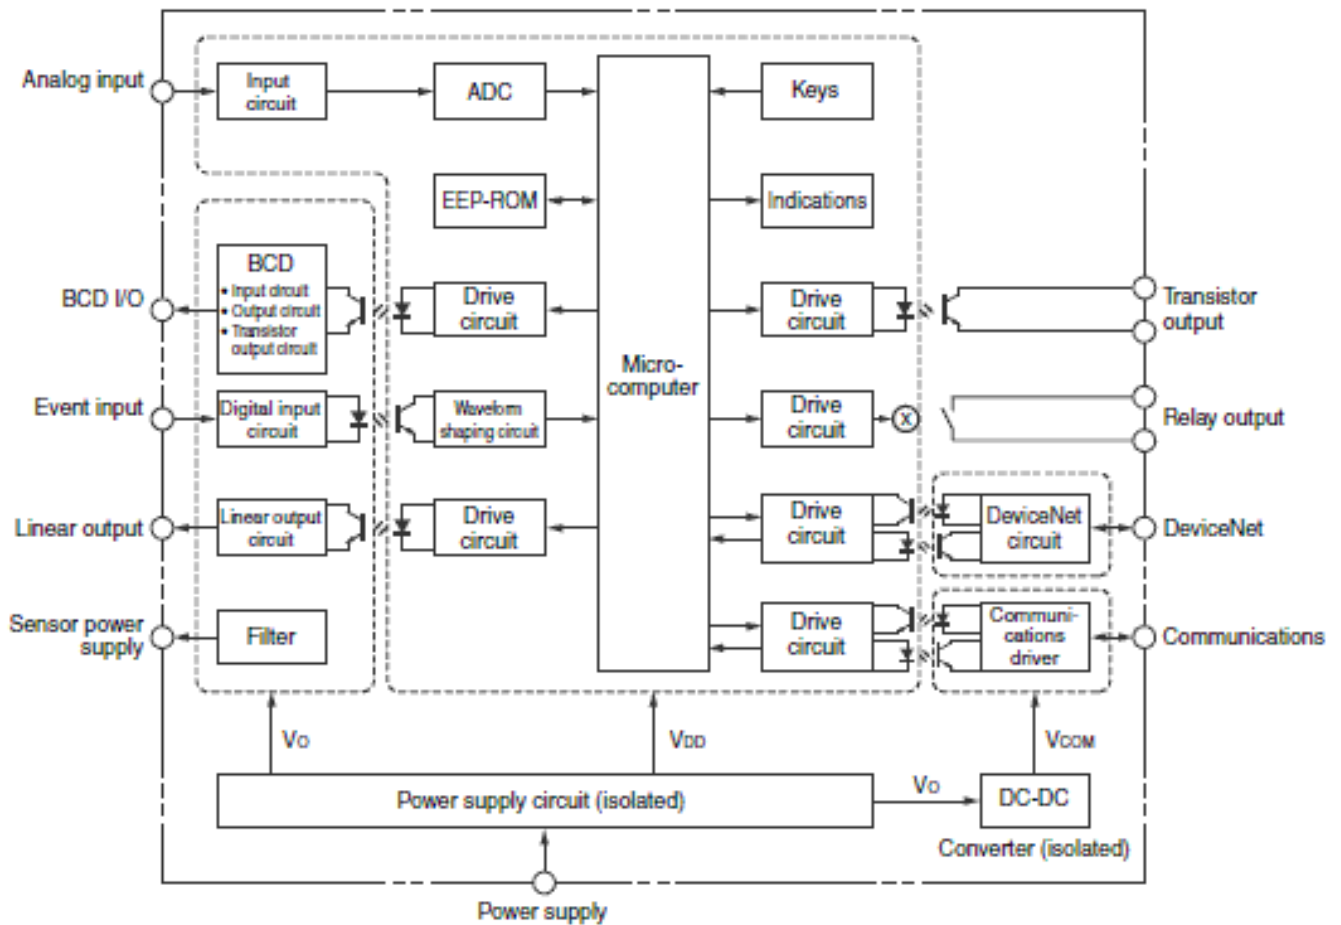 Analog input
Input
circuit
ADC
Keys
EEP-ROM
Indications
BCD I/O
BCD
• Input circuit
• Output circuit
• Transistor
output circuit
Drive
circuit
Micro-
computer
Drive
circuit
Transistor
output
Event input
Digital input
circuit
Waveform
shaping circuit
Drive
circuit
X
Relay output
Linear output
Linear output
circuit
Drive
circuit
Drive
circuit
DeviceNet
circuit
DeviceNet
Sensor power
supply
Filter
Drive
circuit
Communi-
cations
driver
Communications
VO
VDD
VCOM
Power supply circuit (isolated)
VO
DC-DC
Converter (isolated)
Power supply